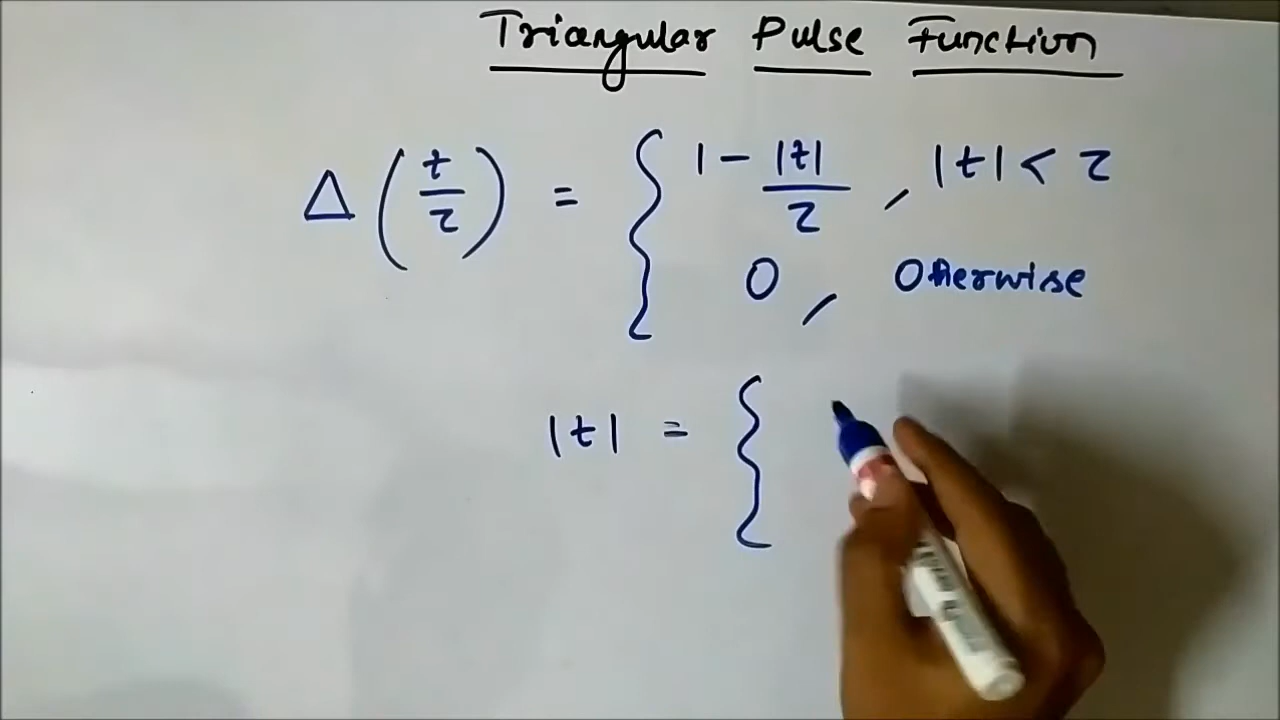 Triangular Pulse Function
Δ(t/τ) = { 1 - |t|/τ , |t| < τ
0 , Otherwise
|t| = {